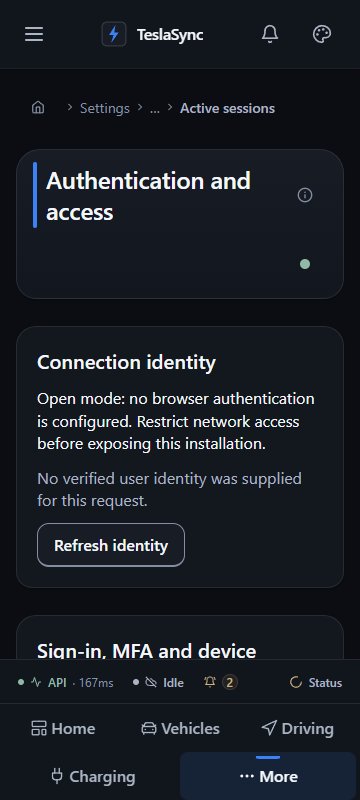 TeslaSync
Settings
...
Active sessions
Authentication and
access
Connection identity
Open mode: no browser authentication
is configured. Restrict network access
before exposing this installation.
No verified user identity was supplied
for this request.
Refresh identity
Sign-in, MFA and device
API · 167ms
Idle
2
Status
Home
Vehicles
Driving
Charging
More